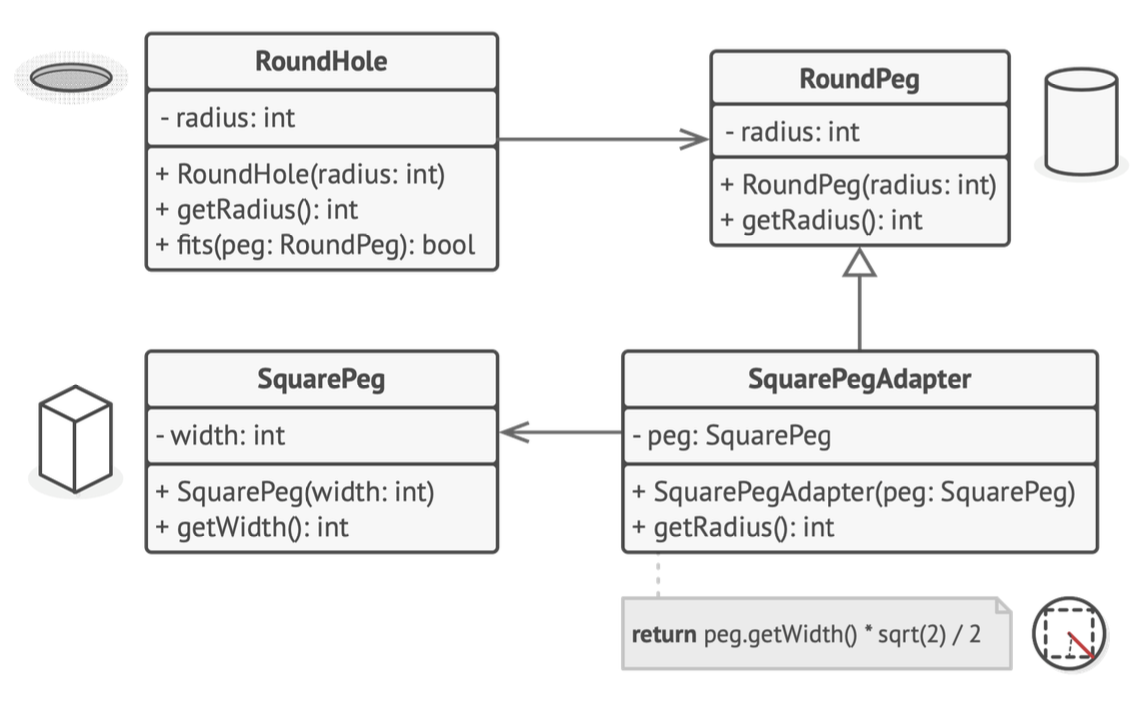 RoundHole
- radius: int
+ RoundHole(radius: int)
+ getRadius(): int
+ fits(peg: RoundPeg): bool
RoundPeg
- radius: int
+ RoundPeg(radius: int)
+ getRadius(): int
SquarePeg
- width: int
+ SquarePeg(width: int)
+ getWidth(): int
SquarePegAdapter
- peg: SquarePeg
+ SquarePegAdapter(peg: SquarePeg)
+ getRadius(): int
return peg.getWidth() * sqrt(2) / 2